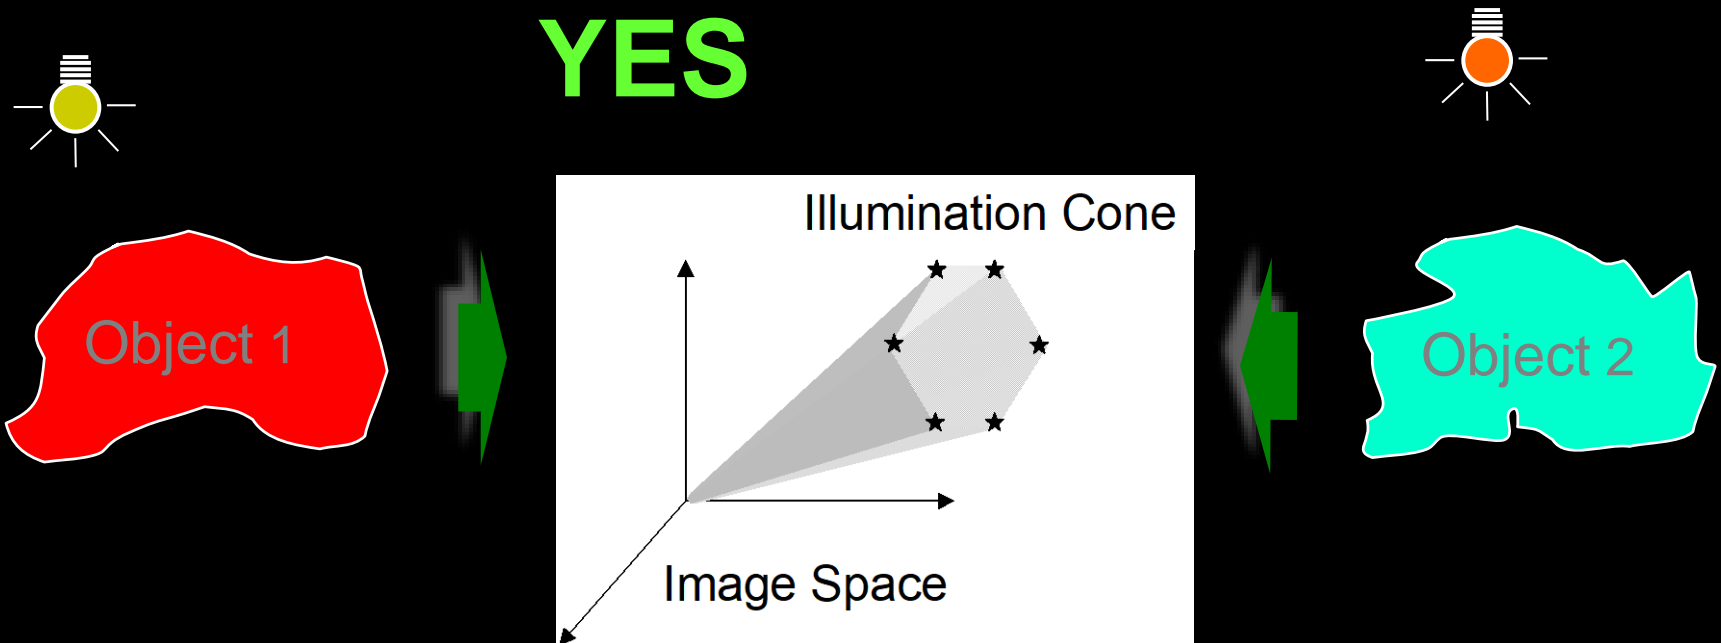 YES
Illumination Cone
Object 1
Object 2
Image Space